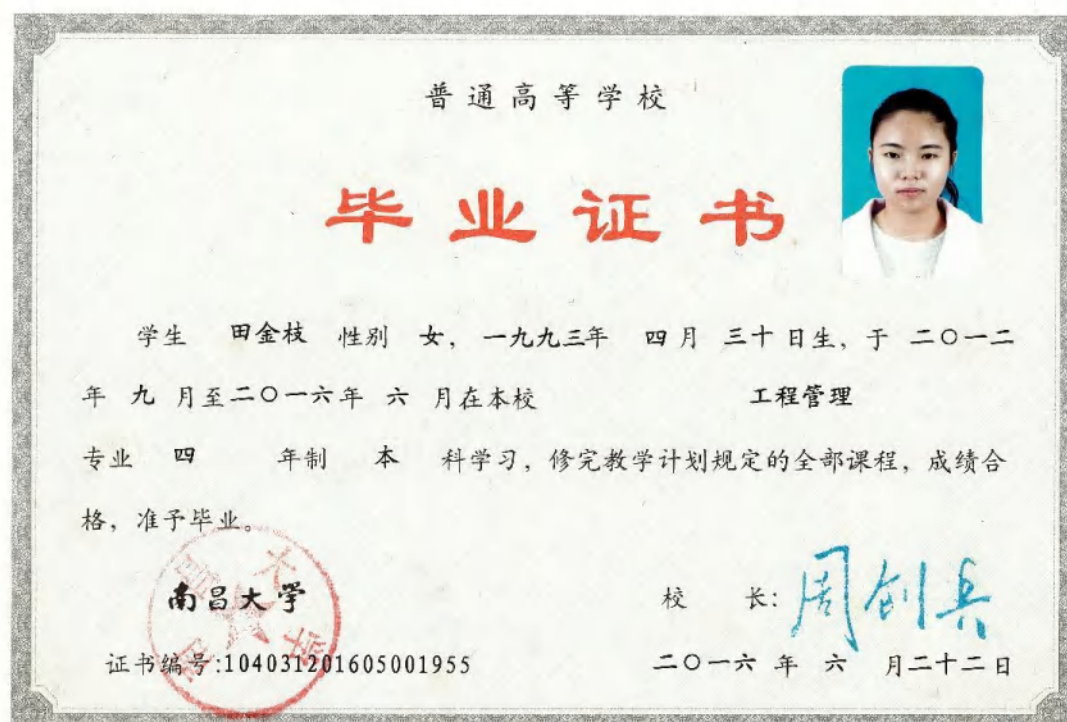 普通高等学校
毕业证书
学生 田金枝 性别 女，一九九三年 四月 三十日生，于 二〇一二
年 九 月至二〇一六年 六 月在本校 工程管理
专业 四 年制 本 科学习，修完教学计划规定的全部课程，成绩合
格，准予毕业。
南昌大学
南昌大学
校 长：周创兵
证书编号:104031201605001955
二〇一六 年 六 月二十二日